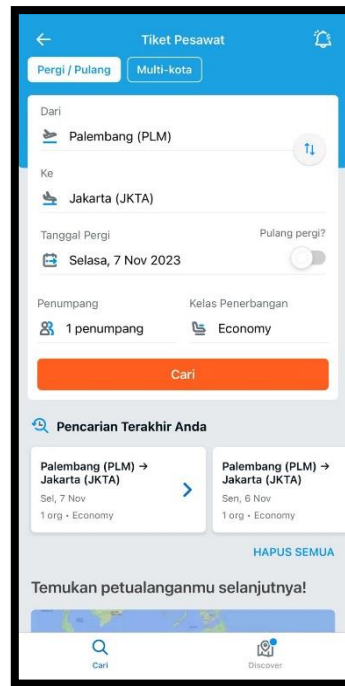 Tiket Pesawat
Pergi / Pulang
Multi-kota
Dari
Palembang (PLM)
Ke
Jakarta (JKTA)
Tanggal Pergi
Pulang pergi?
Selasa, 7 Nov 2023
Penumpang
Kelas Penerbangan
1 penumpang
Economy
Cari
Pencarian Terakhir Anda
Palembang (PLM) →
Jakarta (JKTA)
Sel, 7 Nov
1 org • Economy
Palembang (PLM) →
Jakarta (JKTA)
Sen, 6 Nov
1 org • Economy
HAPUS SEMUA
Temukan petualanganmu selanjutnya!
Cari
Discover